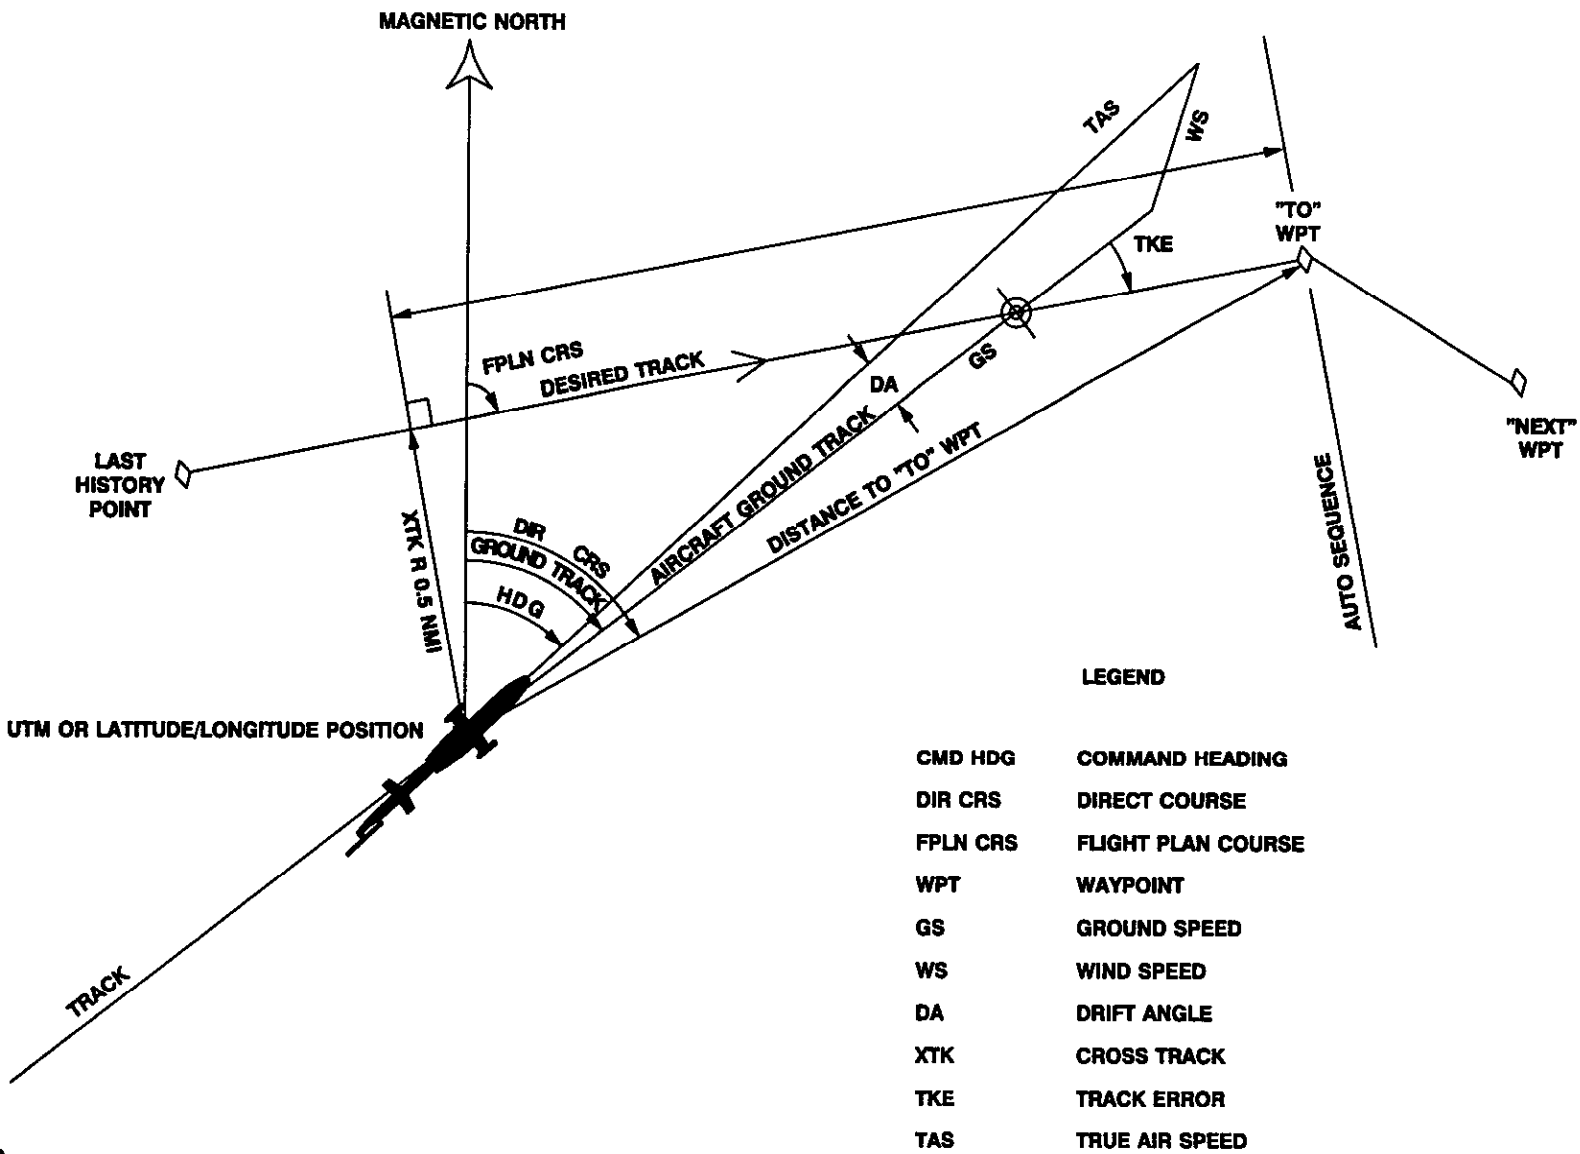 MAGNETIC NORTH
TAS
WS
"TO"
WPT
TKE
FPLN CRS
DESIRED TRACK
GS
DA
"NEXT"
WPT
LAST
HISTORY
POINT
XTK R 0.5 NMI
DIR CRS
GROUND TRACK
HDG
AIRCRAFT GROUND TRACK
DISTANCE TO "TO" WPT
AUTO SEQUENCE
UTM OR LATITUDE/LONGITUDE POSITION
TRACK
LEGEND
CMD HDG COMMAND HEADING
DIR CRS DIRECT COURSE
FPLN CRS FLIGHT PLAN COURSE
WPT WAYPOINT
GS GROUND SPEED
WS WIND SPEED
DA DRIFT ANGLE
XTK CROSS TRACK
TKE TRACK ERROR
TAS TRUE AIR SPEED